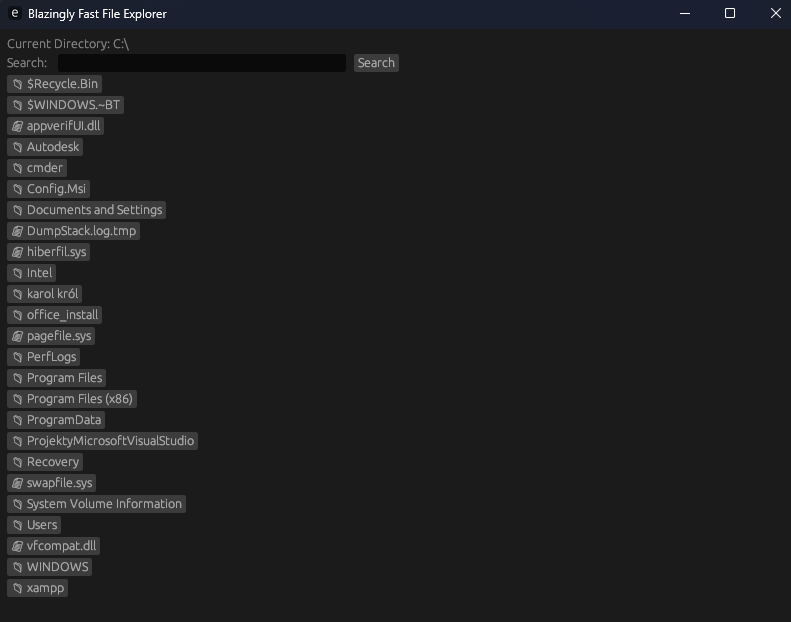 e Blazingly Fast File Explorer
Current Directory: C:\
Search: Search
$Recycle.Bin
$WINDOWS.~BT
appverifUI.dll
Autodesk
cmder
Config.Msi
Documents and Settings
DumpStack.log.tmp
hiberfil.sys
Intel
karol król
office_install
pagefile.sys
PerfLogs
Program Files
Program Files (x86)
ProgramData
ProjektyMicrosoftVisualStudio
Recovery
swapfile.sys
System Volume Information
Users
vfcompat.dll
WINDOWS
xampp